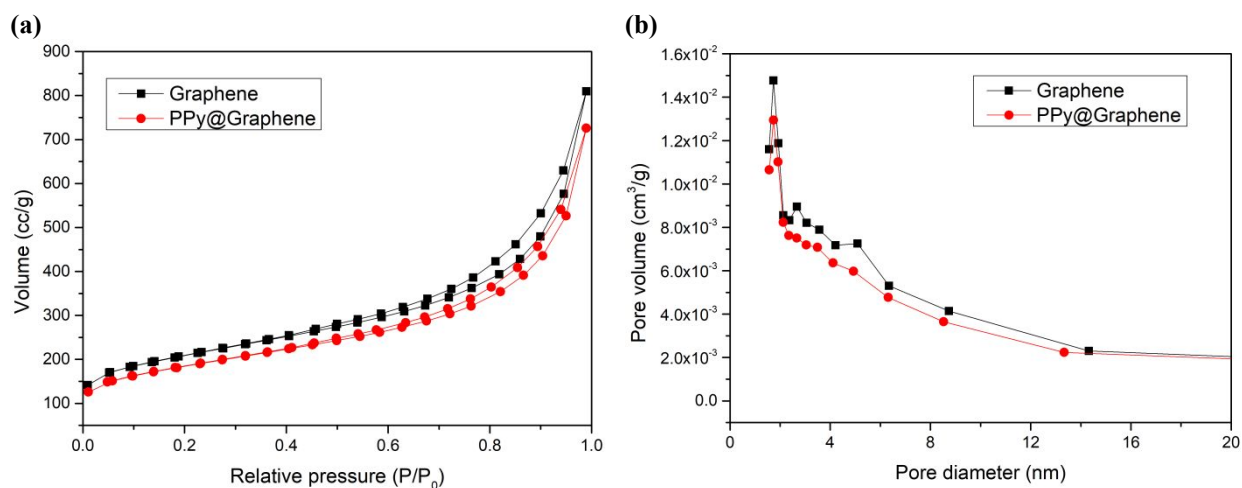 (a)
900
800
700
600
500
400
300
200
100
Volume (cc/g)
Graphene
PPy@Graphene
0.0 0.2 0.4 0.6 0.8 1.0
Relative pressure (P/P₀)
(b)
1.6x10⁻²
1.4x10⁻²
1.2x10⁻²
1.0x10⁻²
8.0x10⁻³
6.0x10⁻³
4.0x10⁻³
2.0x10⁻³
0.0
Pore volume (cm³/g)
Graphene
PPy@Graphene
0 4 8 12 16 20
Pore diameter (nm)